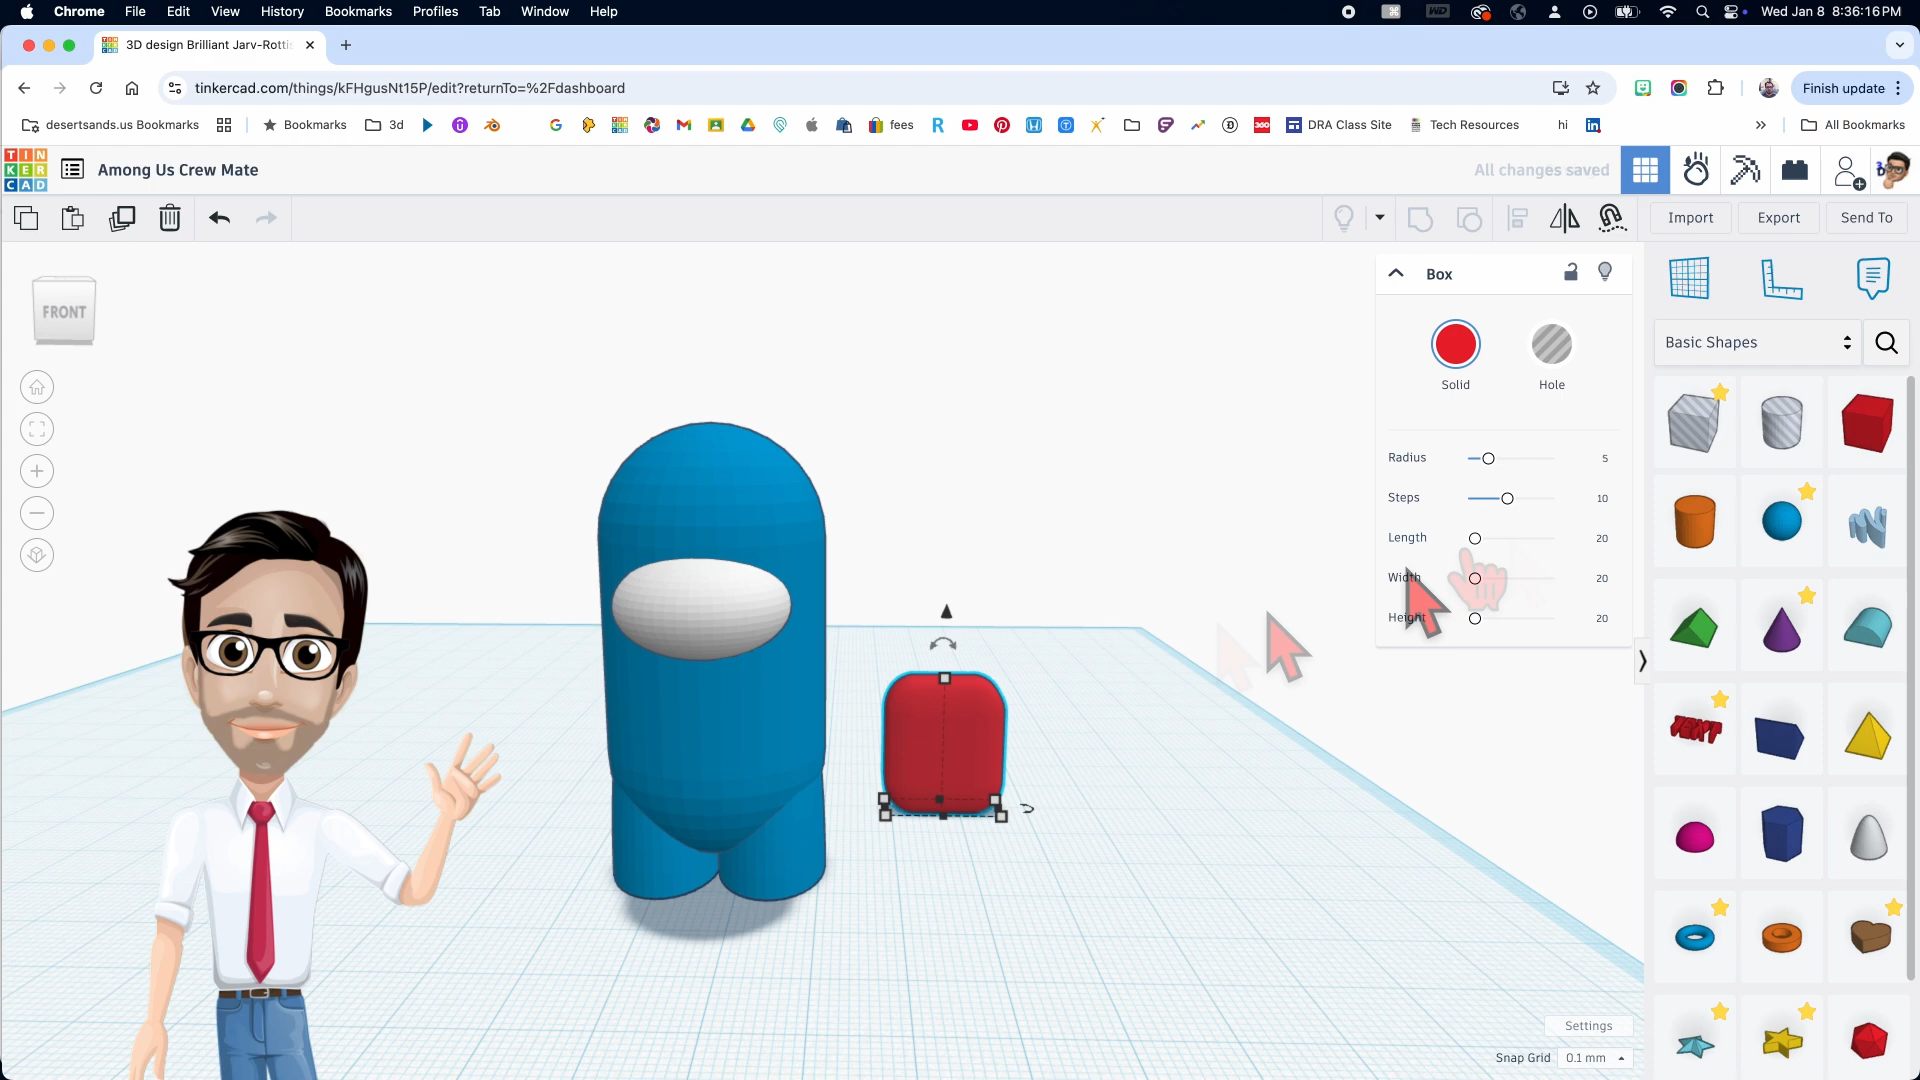 Chrome File Edit View History Bookmarks Profiles Tab Window Help Wed Jan 8 8:36:16 PM
3D design Brilliant Jarv-Rotti
tinkercad.com/things/kFHgusNt15P/edit?returnTo=%2Fdashboard Finish update
desertsands.us Bookmarks Bookmarks 3d fees DRA Class Site Tech Resources hi All Bookmarks
TIN
KER
CAD
Among Us Crew Mate All changes saved
Import Export Send To
FRONT
Box
Solid Hole
Basic Shapes
Radius 5
Steps 10
Length 20
Width 20
Height 20
TEXT
Settings
Snap Grid 0.1 mm